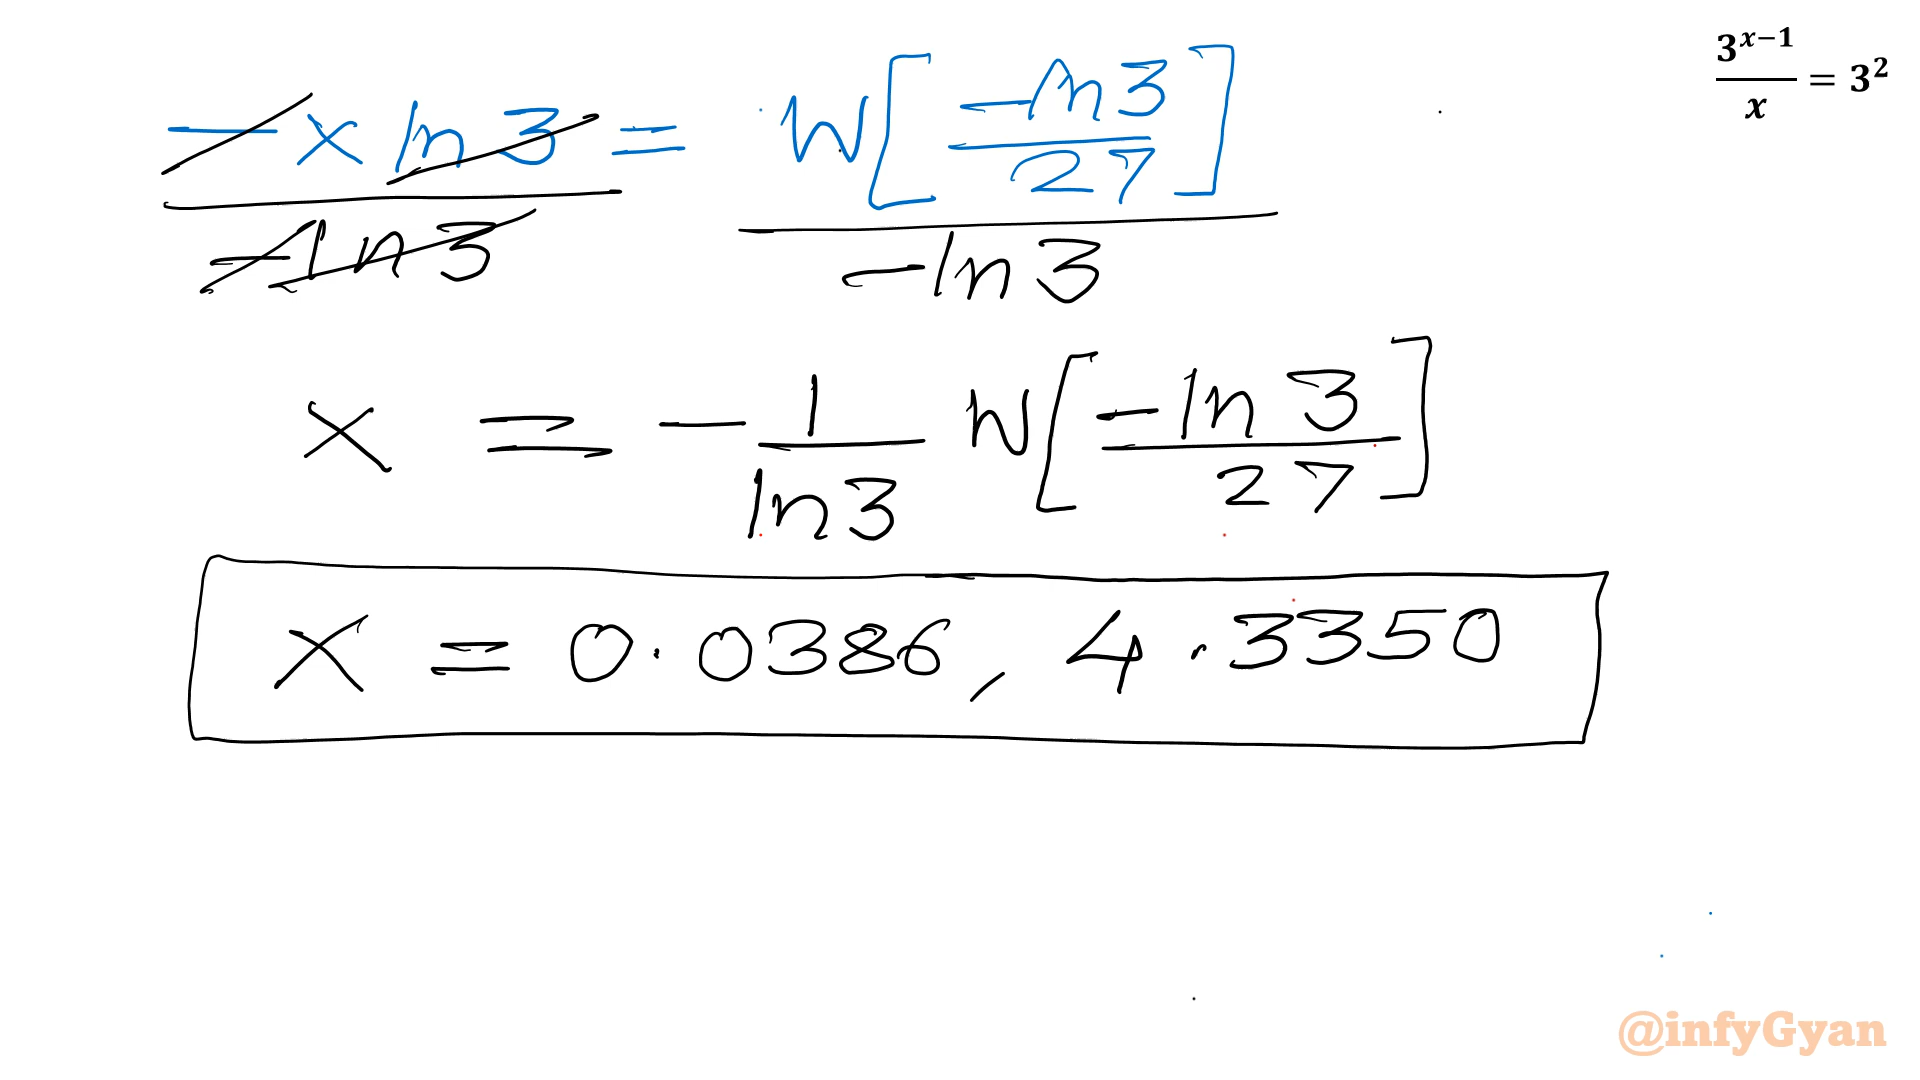 3^{x-1}/x = 3^2
-x ln3 / -ln3 = W[-ln3/27] / -ln3
x = -1/ln3 W[-ln3/27]
x = 0.0386, 4.3350
@infyGyan